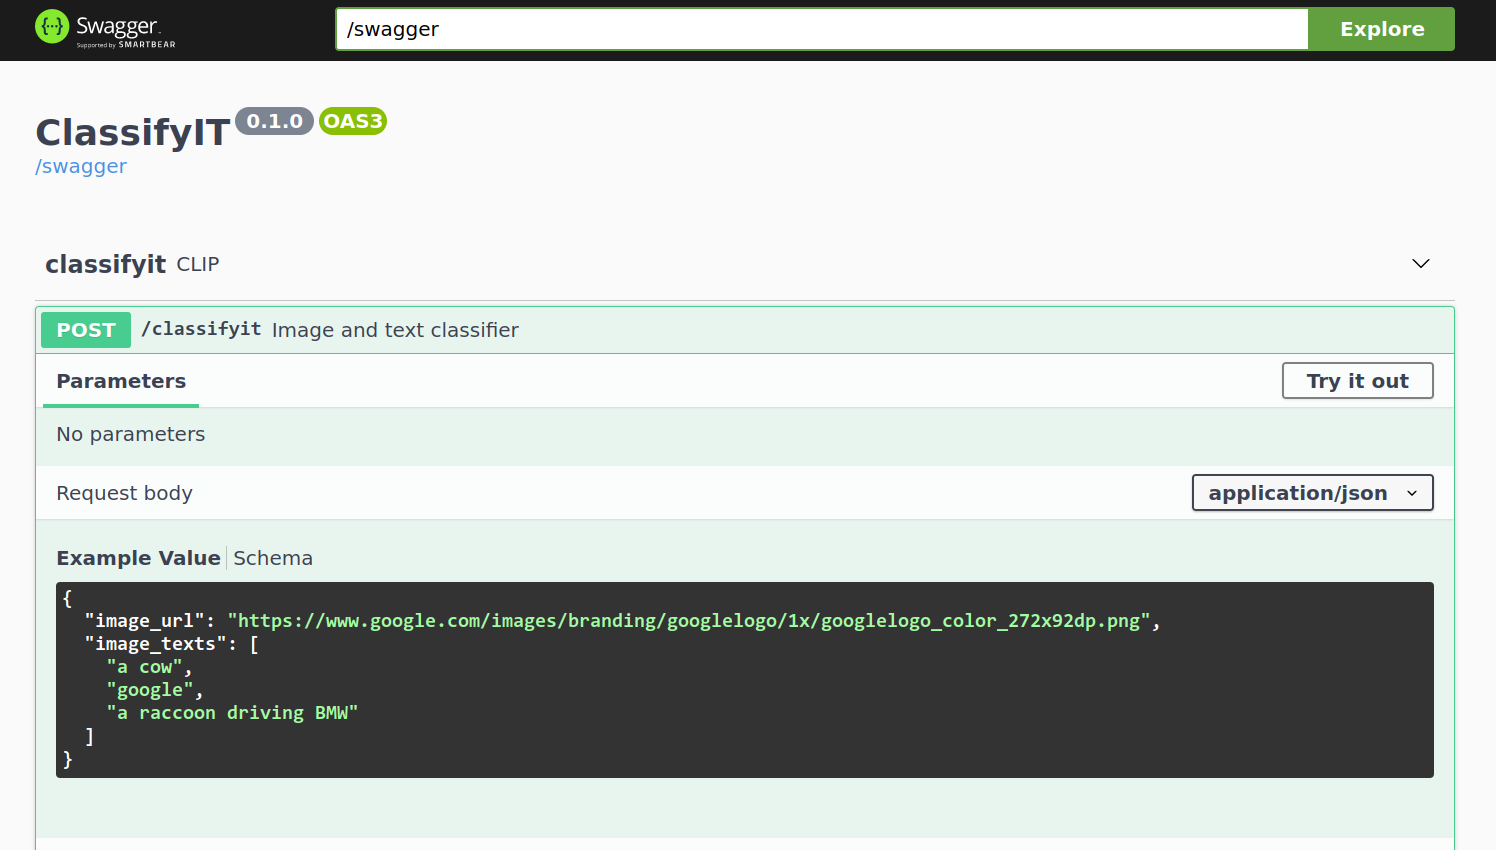 Swagger
Supported by SMARTBEAR
/swagger
Explore
ClassifyIT 0.1.0 OAS3
/swagger
classifyit CLIP
POST /classifyit Image and text classifier
Parameters
Try it out
No parameters
Request body
application/json
Example Value Schema
{
"image_url": "https://www.google.com/images/branding/googlelogo/1x/googlelogo_color_272x92dp.png",
"image_texts": [
"a cow",
"google",
"a raccoon driving BMW"
]
}